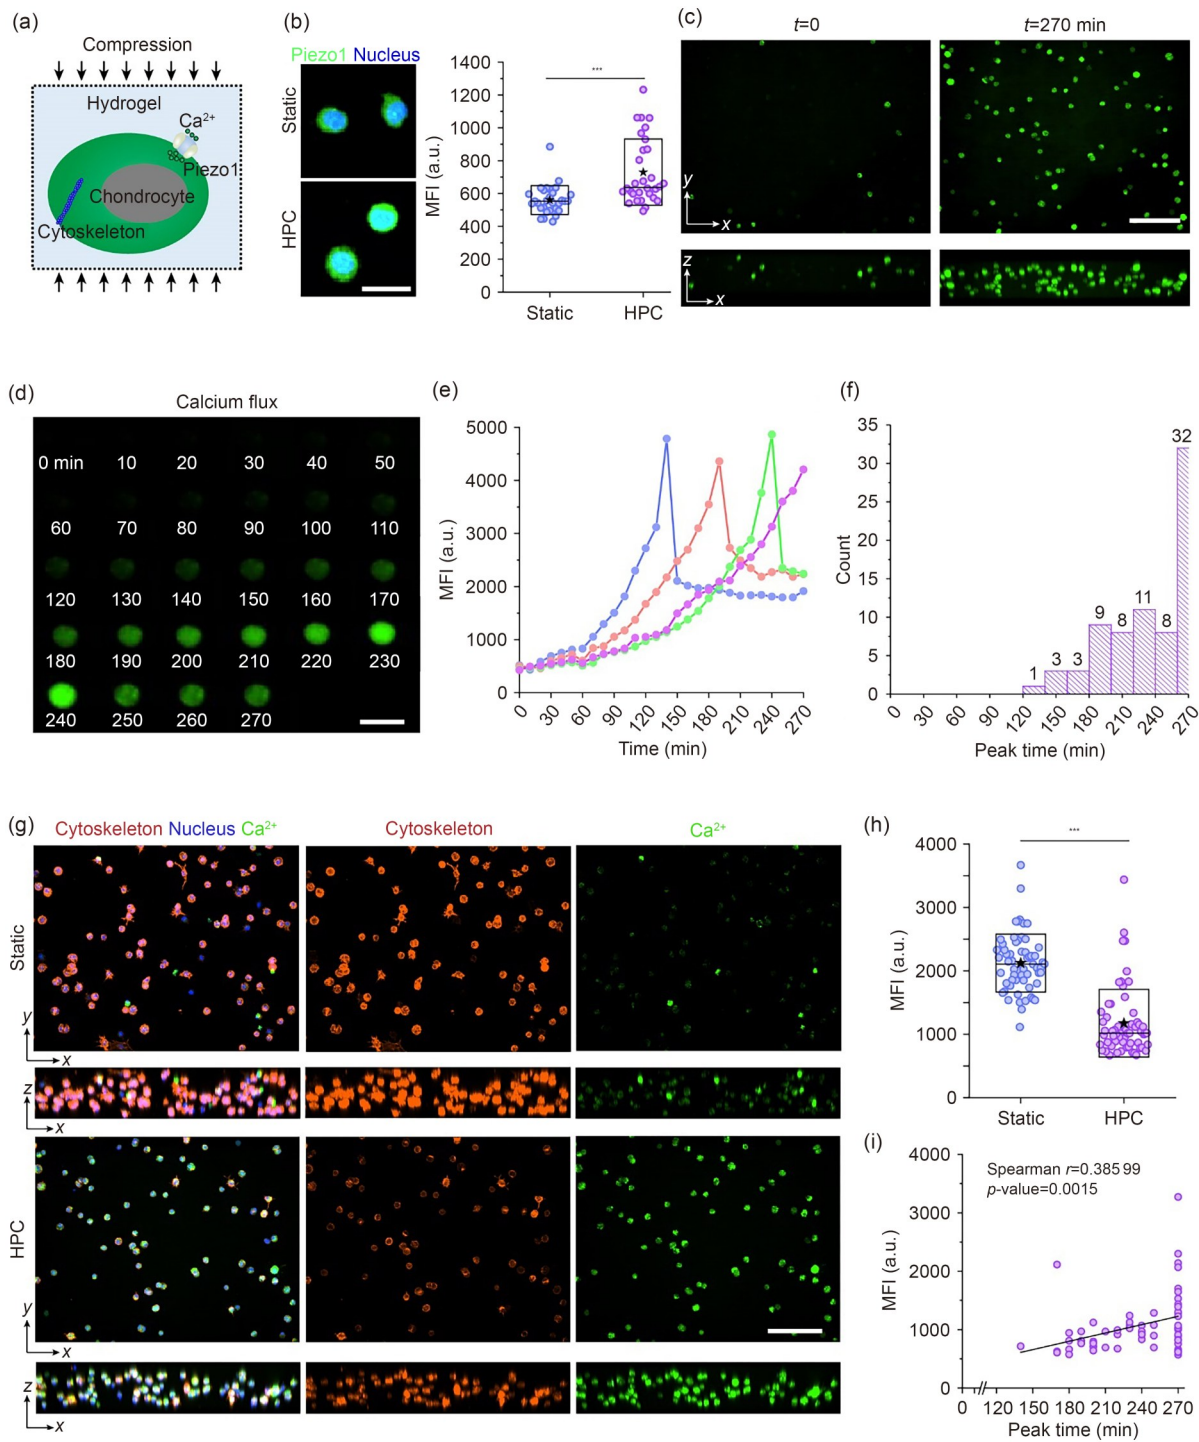 (a)
Compression
Hydrogel
Ca²⁺
Piezo1
Chondrocyte
Cytoskeleton
(b)
Piezo1 Nucleus
Static
HPC
MFI (a.u.)
1400
1200
1000
800
600
400
200
0
***
Static HPC
(c)
t=0 t=270 min
y
x
z
x
(d)
Calcium flux
0 min 10 20 30 40 50
60 70 80 90 100 110
120 130 140 150 160 170
180 190 200 210 220 230
240 250 260 270
(e)
MFI (a.u.)
5000
4000
3000
2000
1000
0
0 30 60 90 120 150 180 210 240 270
Time (min)
(f)
Count
35
30
25
20
15
10
5
0
1 3 3 9 8 11 8 32
0 30 60 90 120 150 180 210 240 270
Peak time (min)
(g)
Cytoskeleton Nucleus Ca²⁺ Cytoskeleton Ca²⁺
Static
y
x
z
x
HPC
y
x
z
x
(h)
MFI (a.u.)
4000
3000
2000
1000
0
***
Static HPC
(i)
Spearman r=0.385 99
p-value=0.0015
MFI (a.u.)
4000
3000
2000
1000
0
0 120 150 180 210 240 270
Peak time (min)